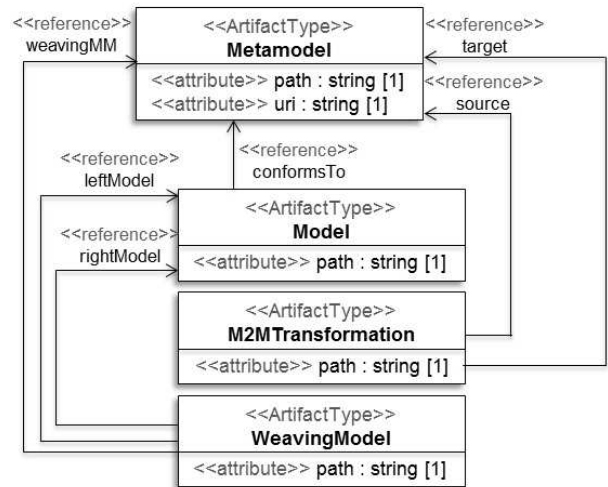 <<reference>>
weavingMM
<<ArtifactType>>
Metamodel
<<attribute>> path : string [1]
<<attribute>> uri : string [1]
<<reference>>
target
<<reference>>
source
<<reference>>
leftModel
<<reference>>
conformsTo
<<reference>>
rightModel
<<ArtifactType>>
Model
<<attribute>> path : string [1]
<<ArtifactType>>
M2MTransformation
<<attribute>> path : string [1]
<<ArtifactType>>
WeavingModel
<<attribute>> path : string [1]